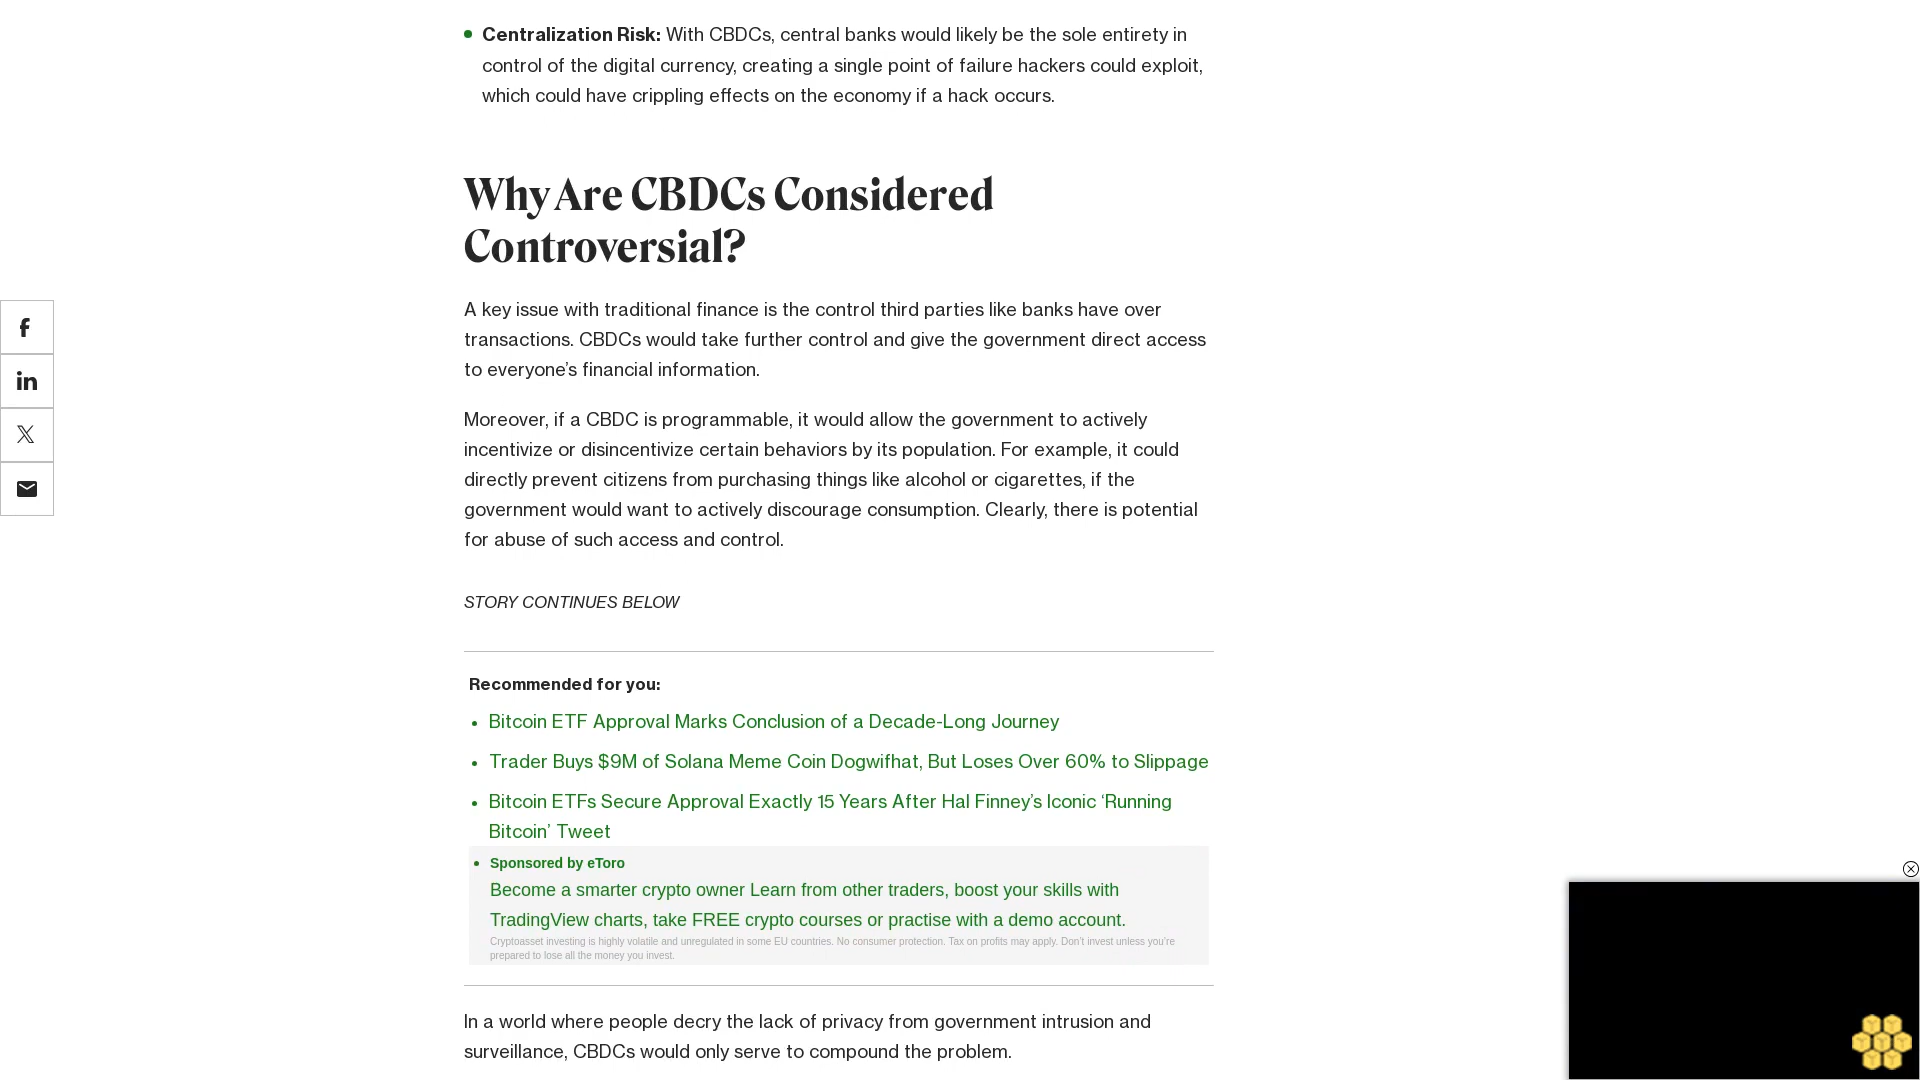 Centralization Risk: With CBDCs, central banks would likely be the sole entirety in
control of the digital currency, creating a single point of failure hackers could exploit,
which could have crippling effects on the economy if a hack occurs.
Why Are CBDCs Considered
Controversial?
A key issue with traditional finance is the control third parties like banks have over
transactions. CBDCs would take further control and give the government direct access
to everyone’s financial information.
Moreover, if a CBDC is programmable, it would allow the government to actively
incentivize or disincentivize certain behaviors by its population. For example, it could
directly prevent citizens from purchasing things like alcohol or cigarettes, if the
government would want to actively discourage consumption. Clearly, there is potential
for abuse of such access and control.
STORY CONTINUES BELOW
Recommended for you:
Bitcoin ETF Approval Marks Conclusion of a Decade-Long Journey
Trader Buys $9M of Solana Meme Coin Dogwifhat, But Loses Over 60% to Slippage
Bitcoin ETFs Secure Approval Exactly 15 Years After Hal Finney’s Iconic ‘Running
Bitcoin’ Tweet
Sponsored by eToro
Become a smarter crypto owner Learn from other traders, boost your skills with
TradingView charts, take FREE crypto courses or practise with a demo account.
Cryptoasset investing is highly volatile and unregulated in some EU countries. No consumer protection. Tax on profits may apply. Don’t invest unless you’re
prepared to lose all the money you invest.
In a world where people decry the lack of privacy from government intrusion and
surveillance, CBDCs would only serve to compound the problem.